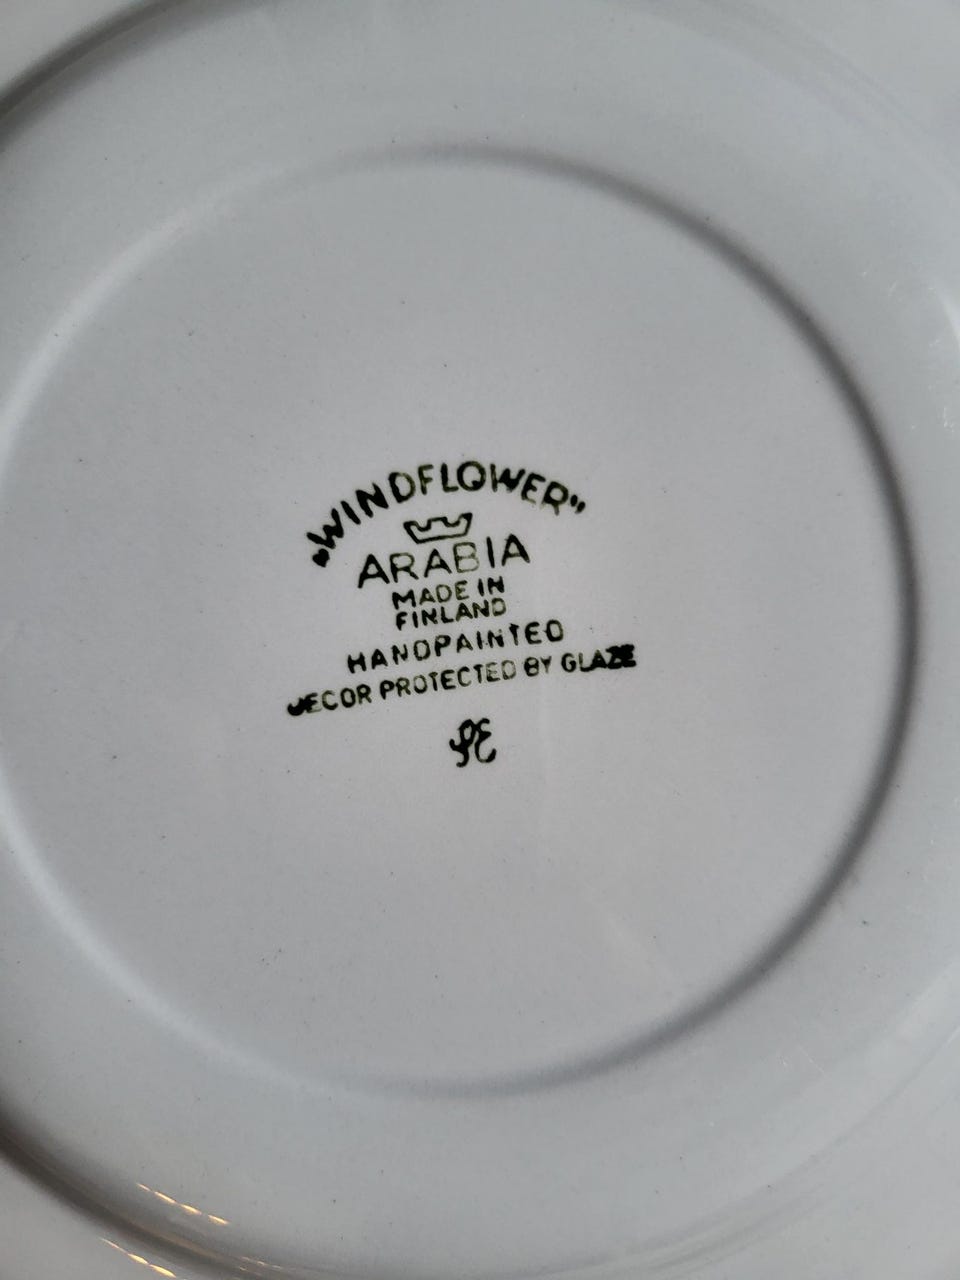 "WINDFLOWER"
ARABIA
MADE IN
FINLAND
HANDPAINTED
DECOR PROTECTED BY GLAZE